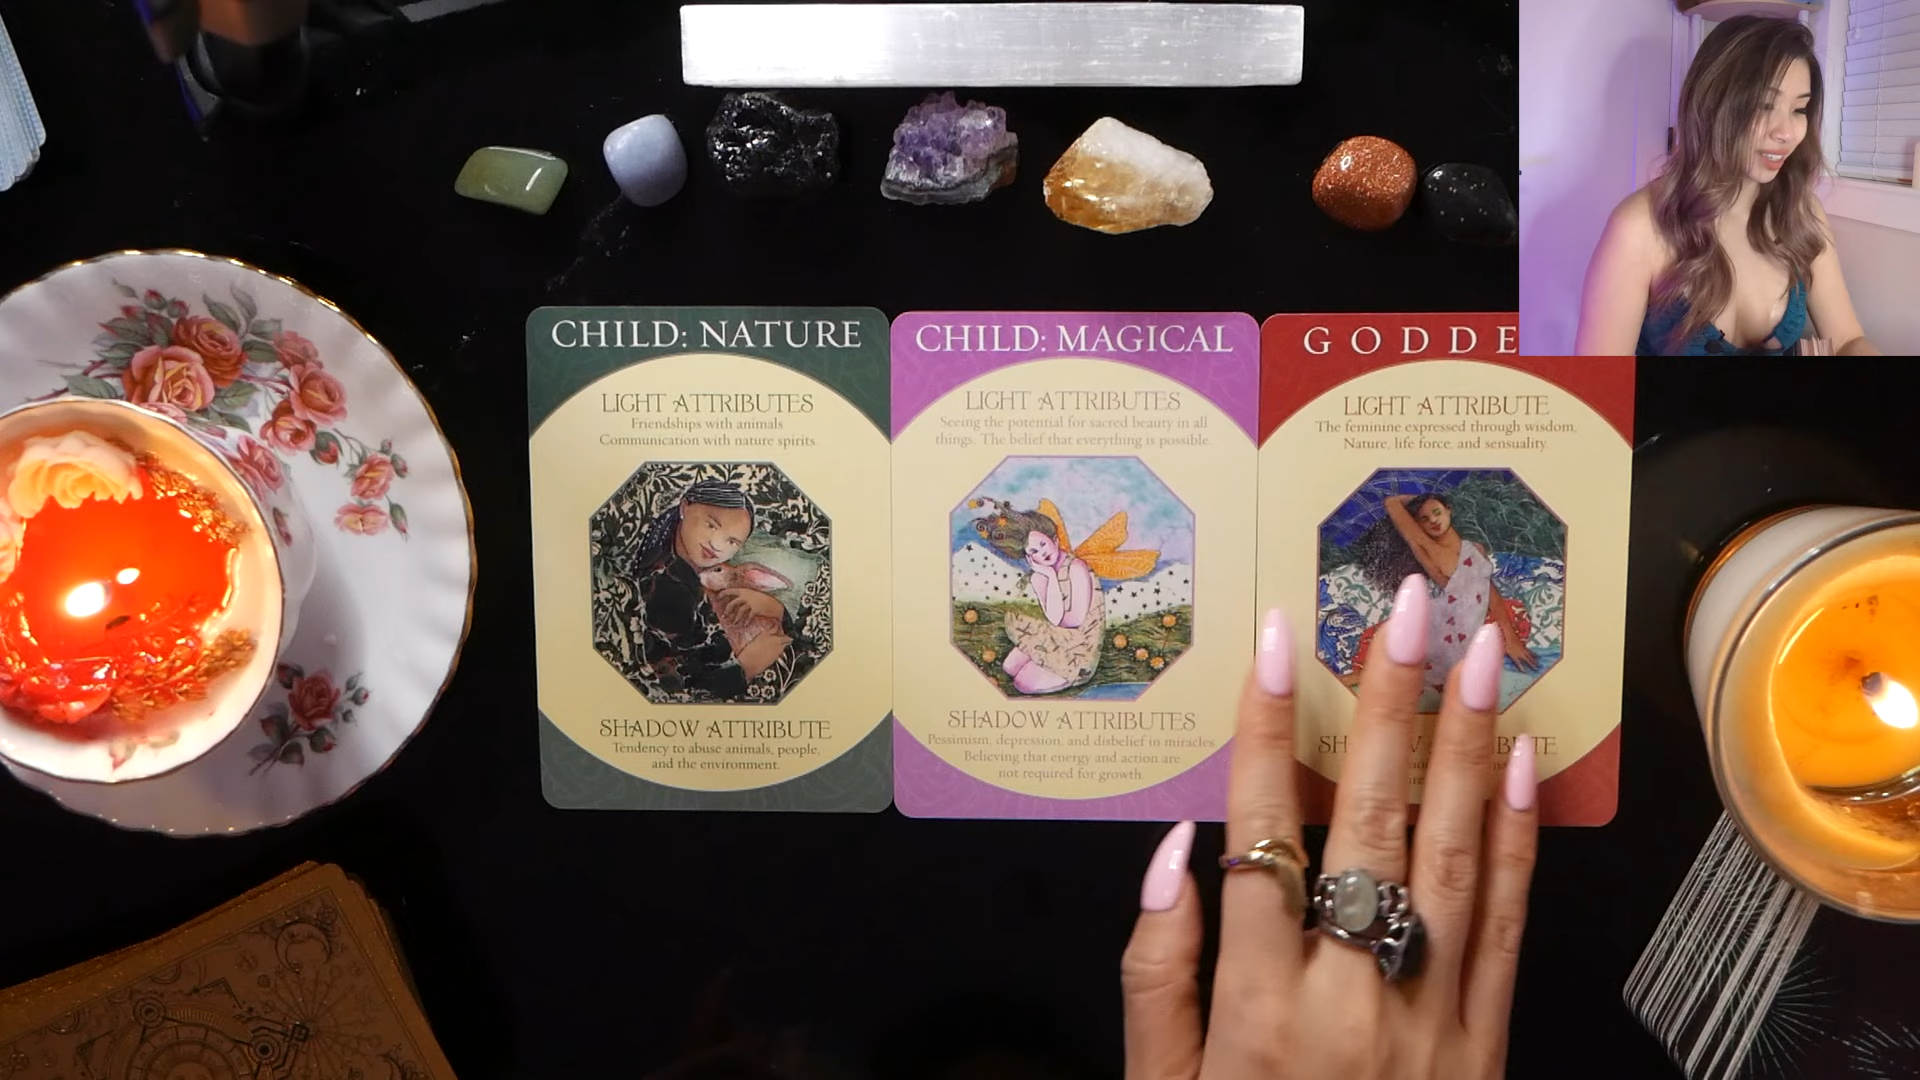 CHILD: NATURE
LIGHT ATTRIBUTES
Friendships with animals
Communication with nature spirits.
SHADOW ATTRIBUTE
Tendency to abuse animals, people,
and the environment.
CHILD: MAGICAL
LIGHT ATTRIBUTES
Seeing the potential for sacred beauty in all
things. The belief that everything is possible.
SHADOW ATTRIBUTES
Pessimism, depression, and disbelief in miracles.
Believing that energy and action are
not required for growth.
GODDE
LIGHT ATTRIBUTE
The feminine expressed through wisdom,
Nature, life force, and sensuality.